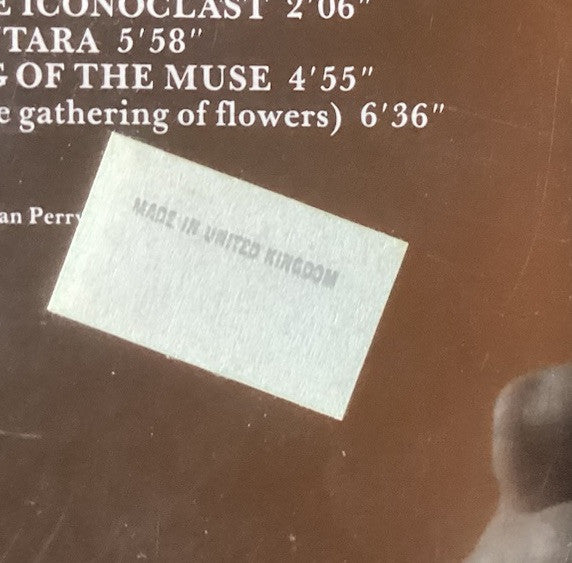 E ICONOCLAST 2'06"
TARA 5'58"
G OF THE MUSE 4'55"
e gathering of flowers) 6'36"
an Perry
MADE IN UNITED KINGDOM